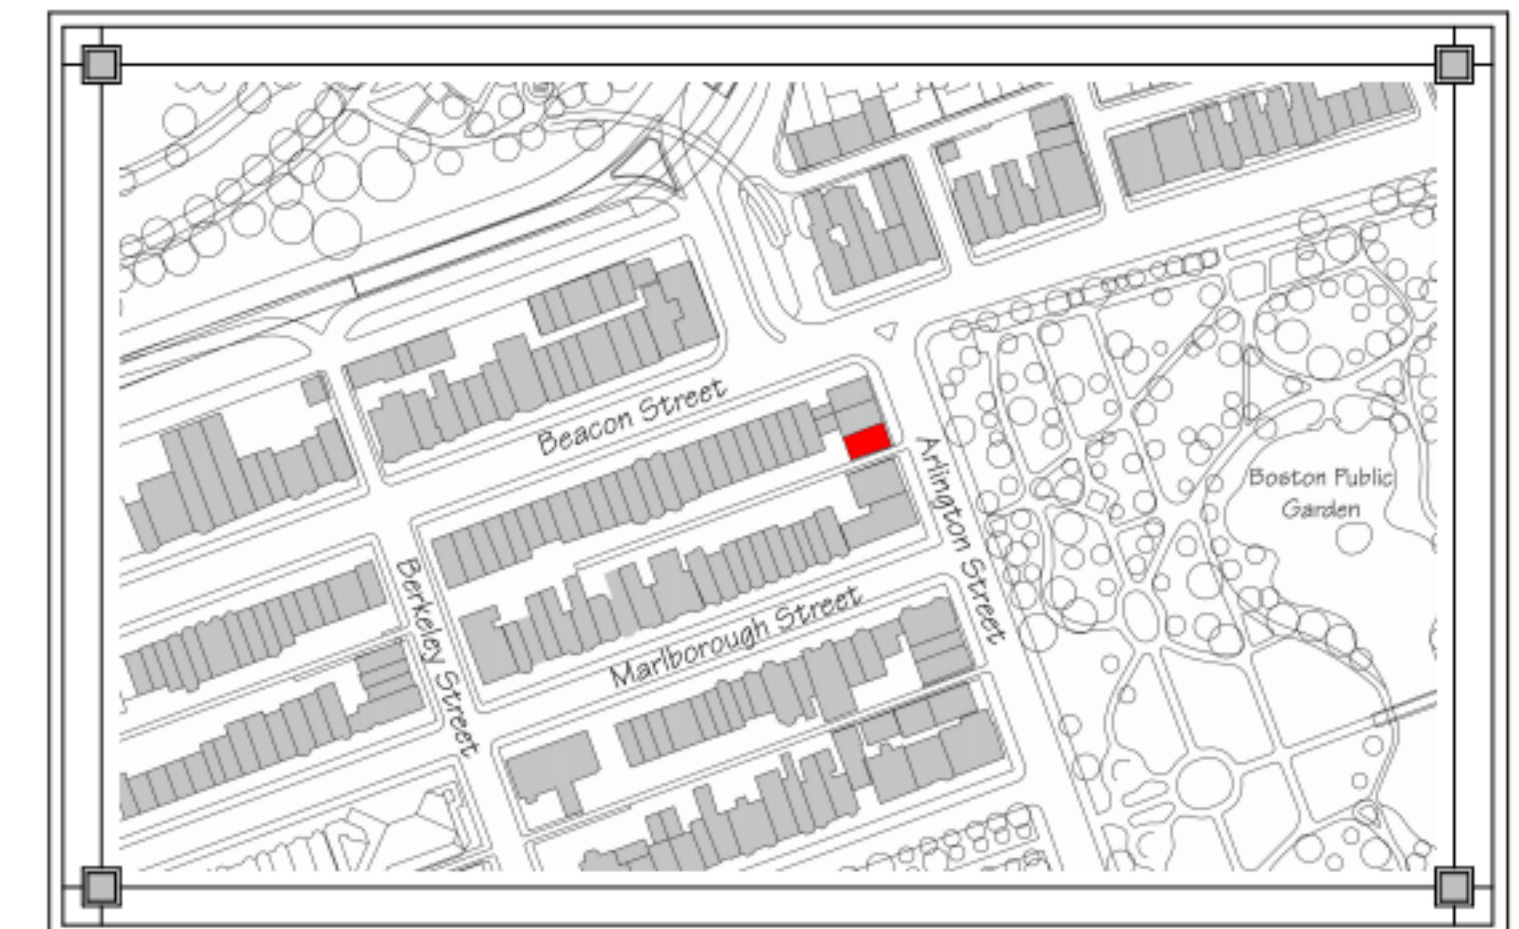 Beacon Street
Arlington Street
Boston Public
Garden
Berkeley Street
Marlborough Street